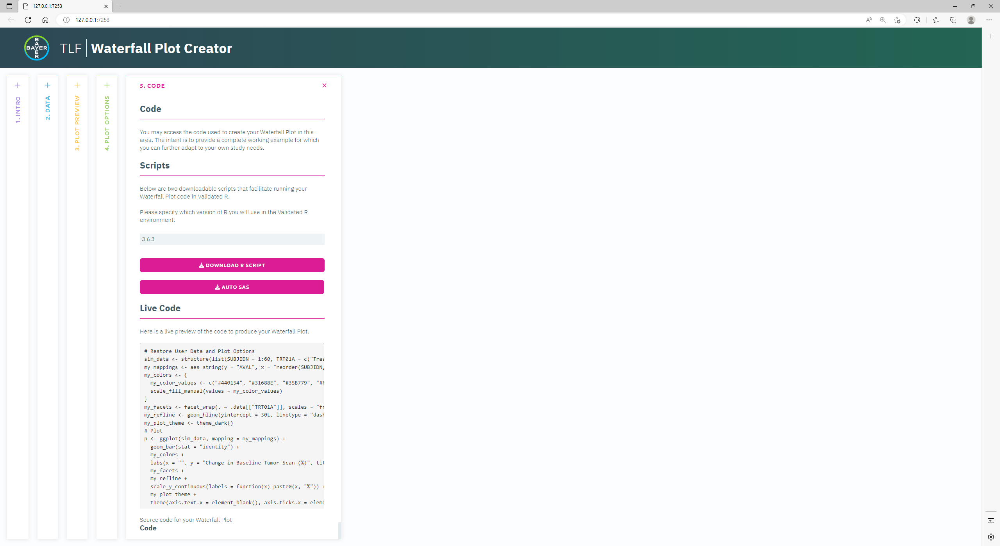 127.0.0.1:7253
127.0.0.1:7253
BAYER
BAYER
TLF Waterfall Plot Creator
1. INTRO
2. DATA
3. PLOT PREVIEW
4. PLOT OPTIONS
5. CODE
Code
You may access the code used to create your Waterfall Plot in this
area. The intent is to provide a complete working example for which
you can further adapt to your own study needs.
Scripts
Below are two downloadable scripts that facilitate running your
Waterfall Plot code in Validated R.
Please specify which version of R you will use in the Validated R
environment.
3.6.3
DOWNLOAD R SCRIPT
AUTO SAS
Live Code
Here is a live preview of the code to produce your Waterfall Plot.
# Restore User Data and Plot Options
sim_data <- structure(list(SUBJIDN = 1:60, TRT01A = c("Trea
my_mappings <- aes_string(y = "AVAL", x = "reorder(SUBJIDN,
my_colors <- {
  my_color_values <- c("#440154", "#31688E", "#35B779", "#F
  scale_fill_manual(values = my_color_values)
}
my_facets <- facet_wrap(. ~ .data[["TRT01A"]], scales = "fr
my_refline <- geom_hline(yintercept = 30L, linetype = "dash
my_plot_theme <- theme_dark()
# Plot
p <- ggplot(sim_data, mapping = my_mappings) +
  geom_bar(stat = "identity") +
  my_colors +
  labs(x = "", y = "Change in Baseline Tumor Scan (%)", tit
  my_facets +
  my_refline +
  scale_y_continuous(labels = function(x) paste0(x, "%")) +
  my_plot_theme +
  theme(axis.text.x = element_blank(), axis.ticks.x = eleme
Source code for your Waterfall Plot
Code